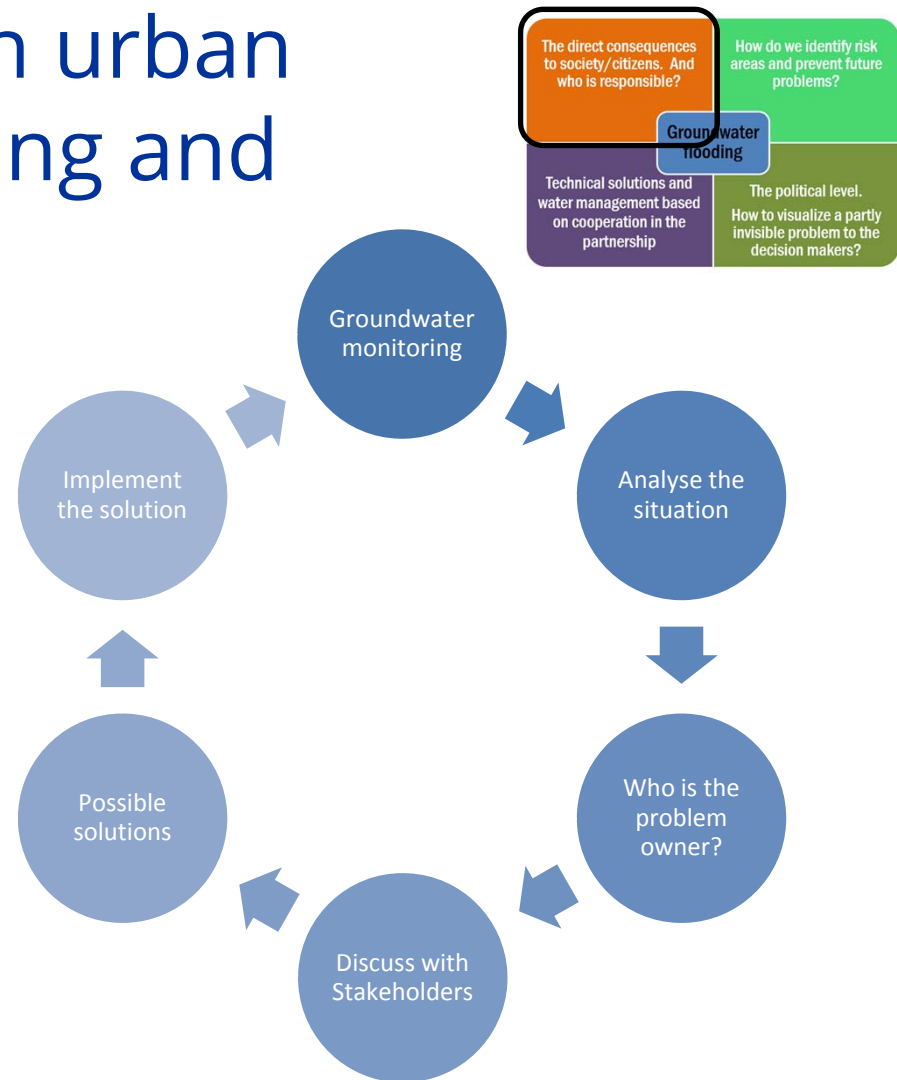 n urban
ing and
The direct consequences
to society/citizens. And
who is responsible?
How do we identify risk
areas and prevent future
problems?
Groundwater
flooding
Technical solutions and
water management based
on cooperation in the
partnership
The political level.
How to visualize a partly
invisible problem to the
decision makers?
Groundwater
monitoring
Analyse the
situation
Who is the
problem
owner?
Discuss with
Stakeholders
Possible
solutions
Implement
the solution